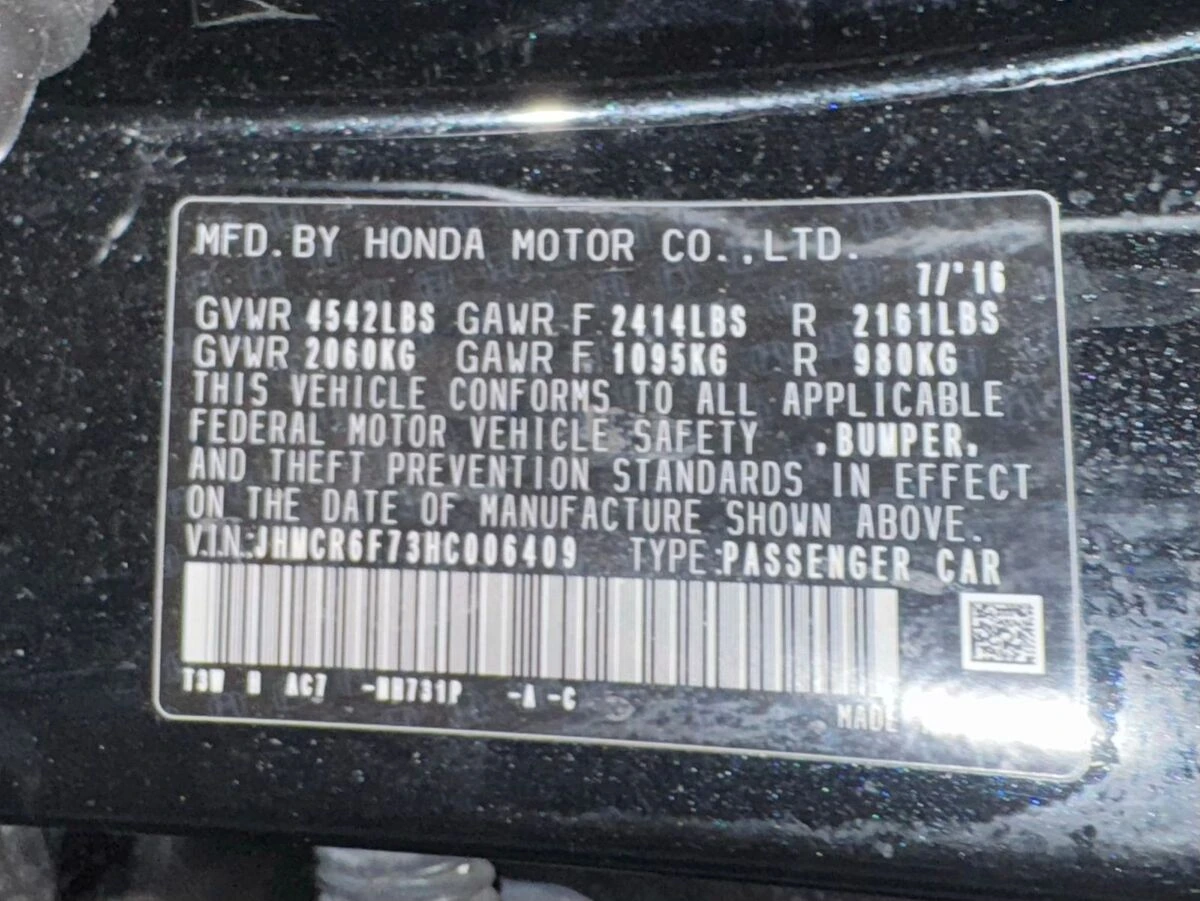 MFD. BY HONDA MOTOR CO., LTD.
7/'16
GVWR 4542LBS GAWR F 2414LBS R 2161LBS
GVWR 2060KG GAWR F 1095KG R 980KG
THIS VEHICLE CONFORMS TO ALL APPLICABLE
FEDERAL MOTOR VEHICLE SAFETY ,BUMPER,
AND THEFT PREVENTION STANDARDS IN EFFECT
ON THE DATE OF MANUFACTURE SHOWN ABOVE.
V.I.N.:JHMCR6F73HC006409 TYPE:PASSENGER CAR
T3W N AC7 -NH731P -A -C
MADE